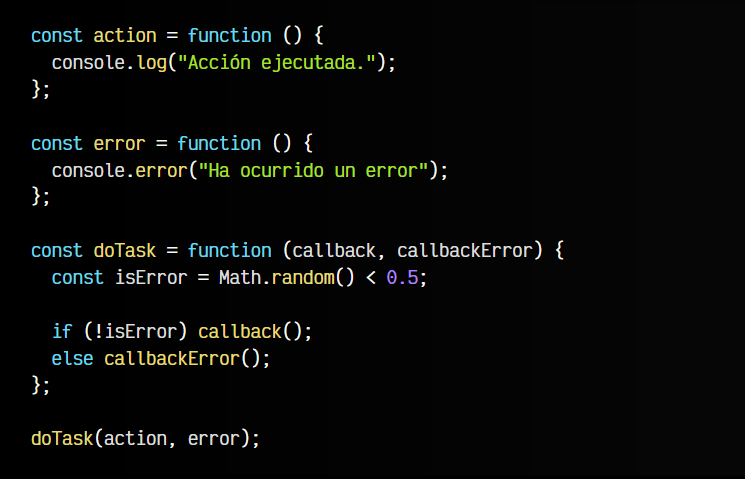 const action = function () {
  console.log("Acción ejecutada.");
};

const error = function () {
  console.error("Ha ocurrido un error");
};

const doTask = function (callback, callbackError) {
  const isError = Math.random() < 0.5;

  if (!isError) callback();
  else callbackError();
};

doTask(action, error);